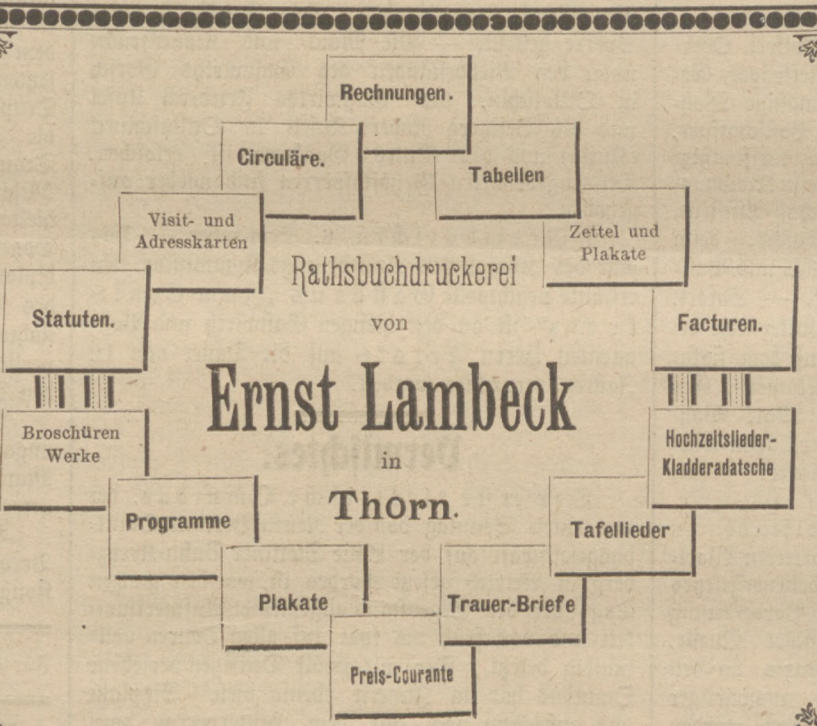 Rechnungen.
Circuläre.
Tabellen
Visit- und
Adresskarten
Zettel und
Plakate
Rathsbuchdruckerei
von
Statuten.
Facturen.
Ernst Lambeck
Broschüren
Werke
Hochzeitslieder-
Kladderadatsche
in
Thorn.
Programme
Tafellieder
Plakate
Trauer-Briefe
Preis-Courante